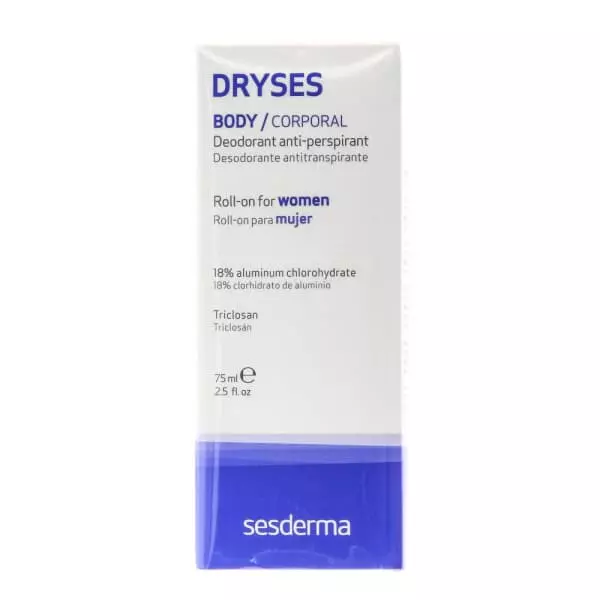 DRYSES
BODY / CORPORAL
Deodorant anti-perspirant
Desodorante antitranspirante
Roll-on for women
Roll-on para mujer
18% aluminum chlorohydrate
18% clorhidrato de aluminio
Triclosan
Triclosán
75 ml ℮
2.5 fl. oz
sesderma